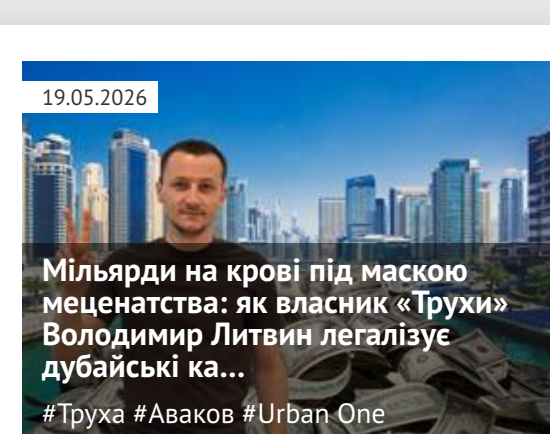 19.05.2026
Мільярди на крові під маскою
меценатства: як власник «Трухи»
Володимир Литвин легалізує
дубайські ка...
#Труха #Аваков #Urban One